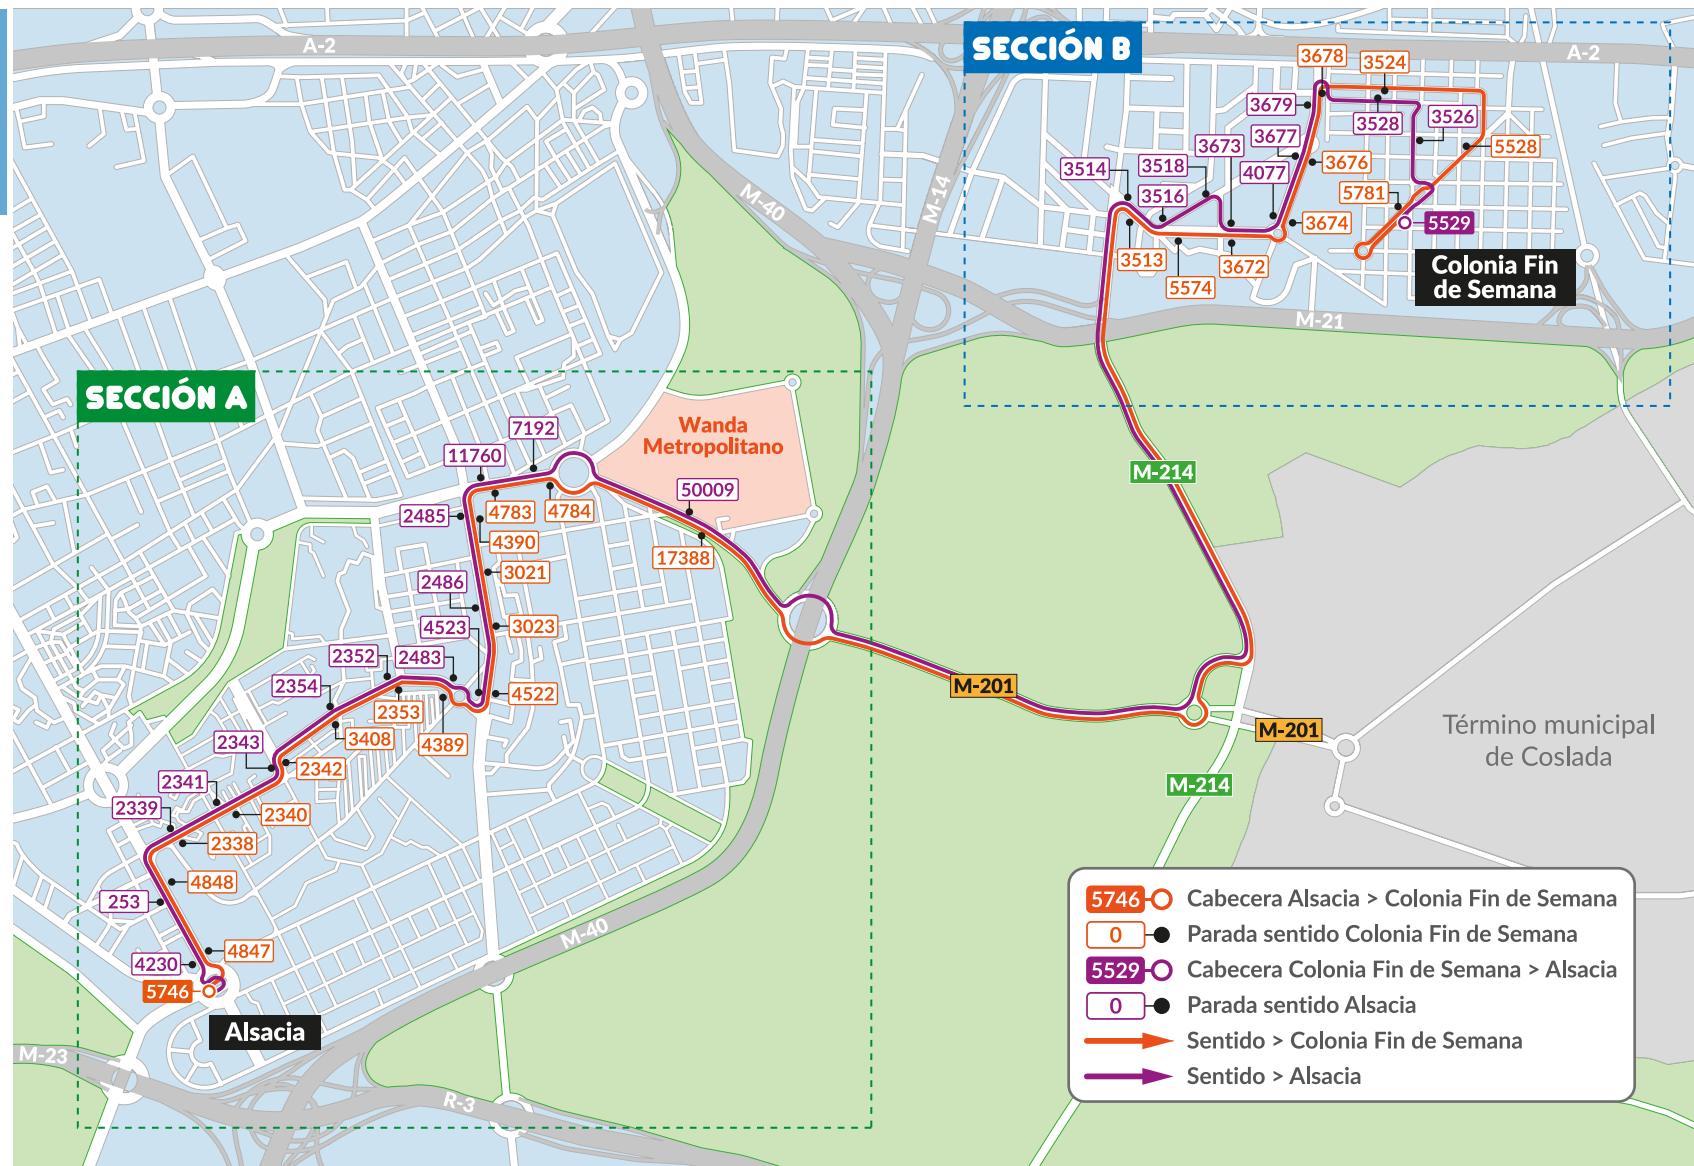 A-2
SECCIÓN B
A-2
3678
3524
3679
3528
3526
3677
3673
3518
3514
3516
4077
3676
5528
5781
5529
3674
3513
5574
3672
Colonia Fin
de Semana
M-21
M-40
M-14
SECCIÓN A
Wanda
Metropolitano
7192
11760
50009
2485
4783
4784
4390
17388
3021
2486
3023
4523
2352
2483
4522
2354
2353
3408
4389
2343
2342
2341
2339
2340
2338
4848
253
4847
4230
5746
Alsacia
M-23
R-3
M-40
M-214
M-201
M-201
M-214
Término municipal
de Coslada
5746 Cabecera Alsacia > Colonia Fin de Semana
0 Parada sentido Colonia Fin de Semana
5529 Cabecera Colonia Fin de Semana > Alsacia
0 Parada sentido Alsacia
Sentido > Colonia Fin de Semana
Sentido > Alsacia